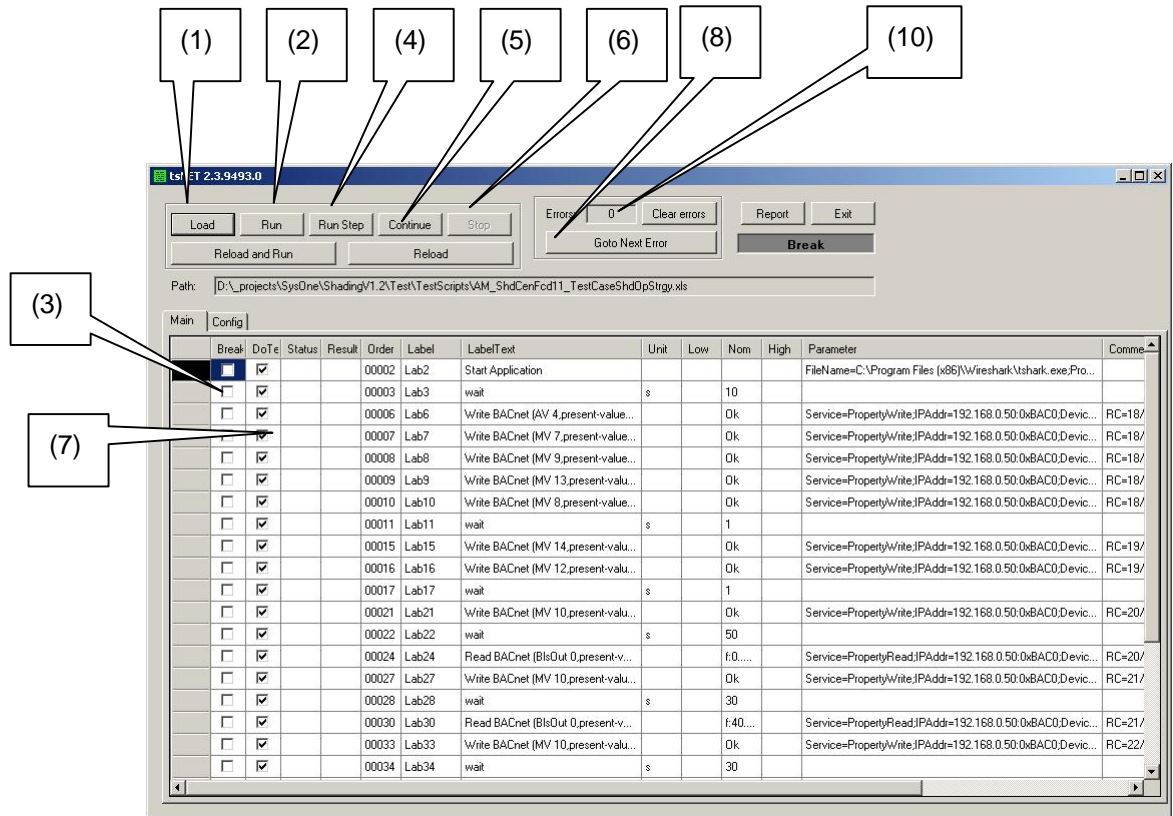 (1) (2) (4) (5) (6) (8) (10)
tsNET 2.3.9493.0
Load Run Run Step Continue Stop
Errors: 0 Clear errors Report Exit
Reload and Run Reload Goto Next Error Break
Path: D:\_projects\SysOne\ShadingV1.2\Test\TestScripts\AM_ShdCenFcd11_TestCaseShdOpStrgy.xls
(3)
Main Config
Break DoTe Status Result Order Label LabelText Unit Low Nom High Parameter Comme
00002 Lab2 Start Application FileName=C:\Program Files (x86)\Wireshark\tshark.exe;Pro...
00003 Lab3 wait s 10
00006 Lab6 Write BACnet (AV 4,present-value... Ok Service=PropertyWrite;IPAddr=192.168.0.50:0xBAC0;Devic... RC=18/
(7)
00007 Lab7 Write BACnet (MV 7,present-value... Ok Service=PropertyWrite;IPAddr=192.168.0.50:0xBAC0;Devic... RC=18/
00008 Lab8 Write BACnet (MV 9,present-value... Ok Service=PropertyWrite;IPAddr=192.168.0.50:0xBAC0;Devic... RC=18/
00009 Lab9 Write BACnet (MV 13,present-valu... Ok Service=PropertyWrite;IPAddr=192.168.0.50:0xBAC0;Devic... RC=18/
00010 Lab10 Write BACnet (MV 8,present-value... Ok Service=PropertyWrite;IPAddr=192.168.0.50:0xBAC0;Devic... RC=18/
00011 Lab11 wait s 1
00015 Lab15 Write BACnet (MV 14,present-valu... Ok Service=PropertyWrite;IPAddr=192.168.0.50:0xBAC0;Devic... RC=19/
00016 Lab16 Write BACnet (MV 12,present-valu... Ok Service=PropertyWrite;IPAddr=192.168.0.50:0xBAC0;Devic... RC=19/
00017 Lab17 wait s 1
00021 Lab21 Write BACnet (MV 10,present-valu... Ok Service=PropertyWrite;IPAddr=192.168.0.50:0xBAC0;Devic... RC=20/
00022 Lab22 wait s 50
00024 Lab24 Read BACnet (BlsOut 0,present-v... f:0..... Service=PropertyRead;IPAddr=192.168.0.50:0xBAC0;Devic... RC=20/
00027 Lab27 Write BACnet (MV 10,present-valu... Ok Service=PropertyWrite;IPAddr=192.168.0.50:0xBAC0;Devic... RC=21/
00028 Lab28 wait s 30
00030 Lab30 Read BACnet (BlsOut 0,present-v... f:40.... Service=PropertyRead;IPAddr=192.168.0.50:0xBAC0;Devic... RC=21/
00033 Lab33 Write BACnet (MV 10,present-valu... Ok Service=PropertyWrite;IPAddr=192.168.0.50:0xBAC0;Devic... RC=22/
00034 Lab34 wait s 30